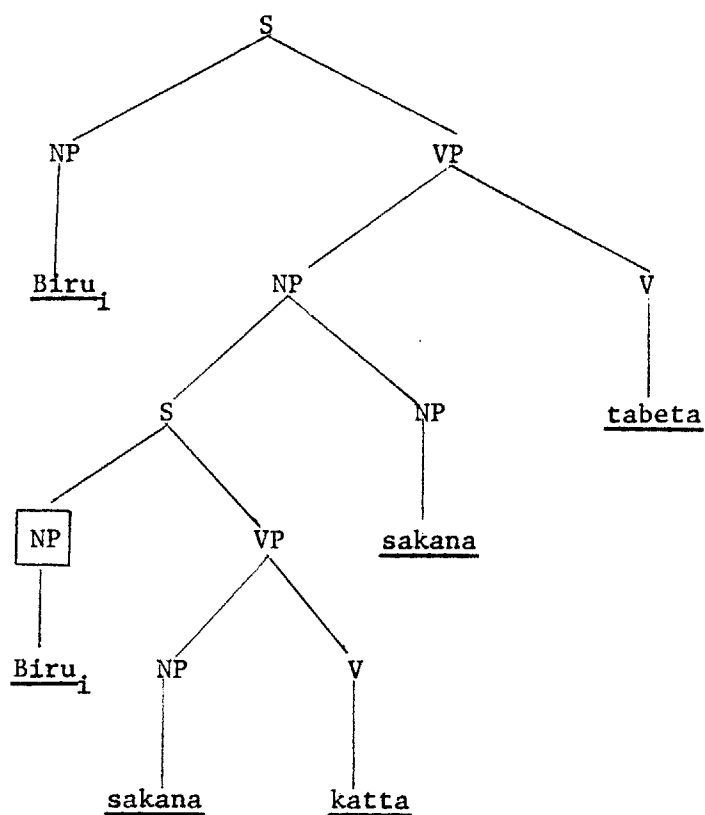 S
NP VP
Biru i NP V
S NP tabeta
NP VP sakana
Biru i NP V
sakana katta